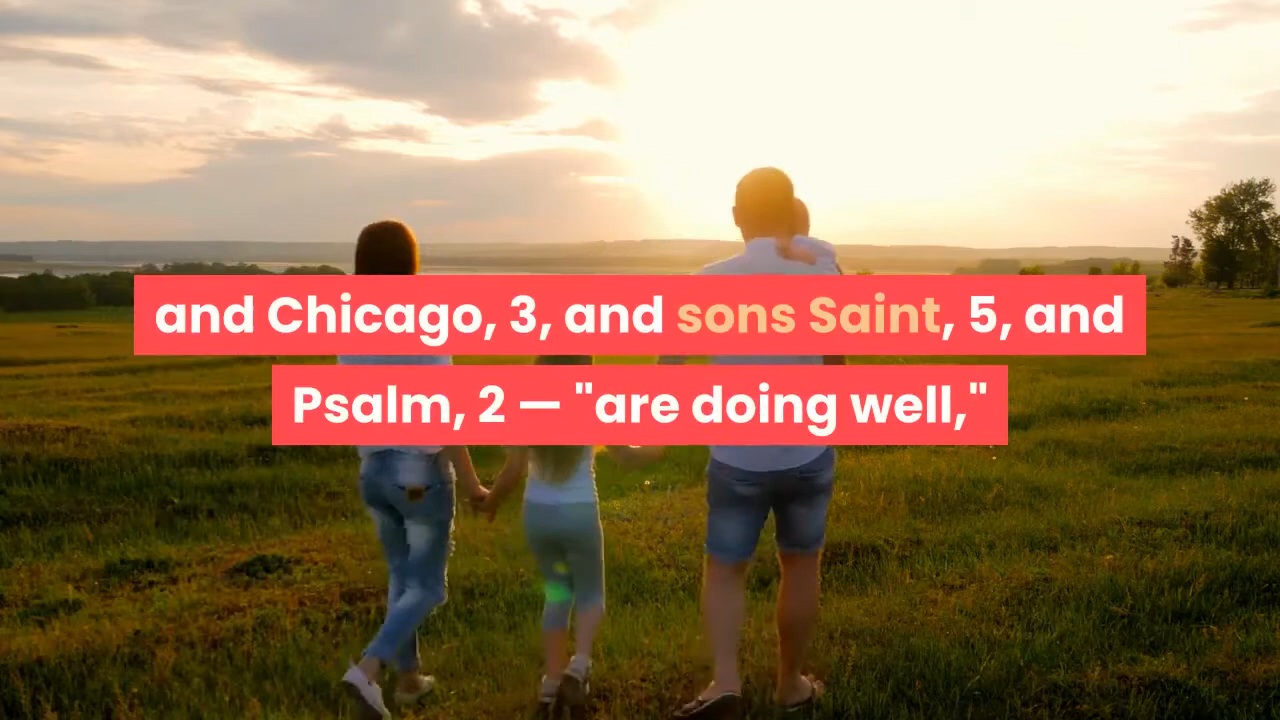 and Chicago, 3, and sons Saint, 5, and
Psalm, 2 — "are doing well,"